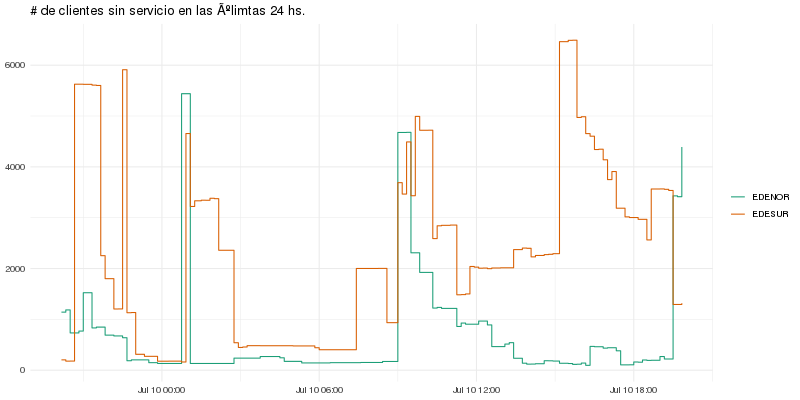 # de clientes sin servicio en las Ãºlimtas 24 hs.
6000
4000
2000
0
Jul 10 00:00
Jul 10 06:00
Jul 10 12:00
Jul 10 18:00
EDENOR
EDESUR